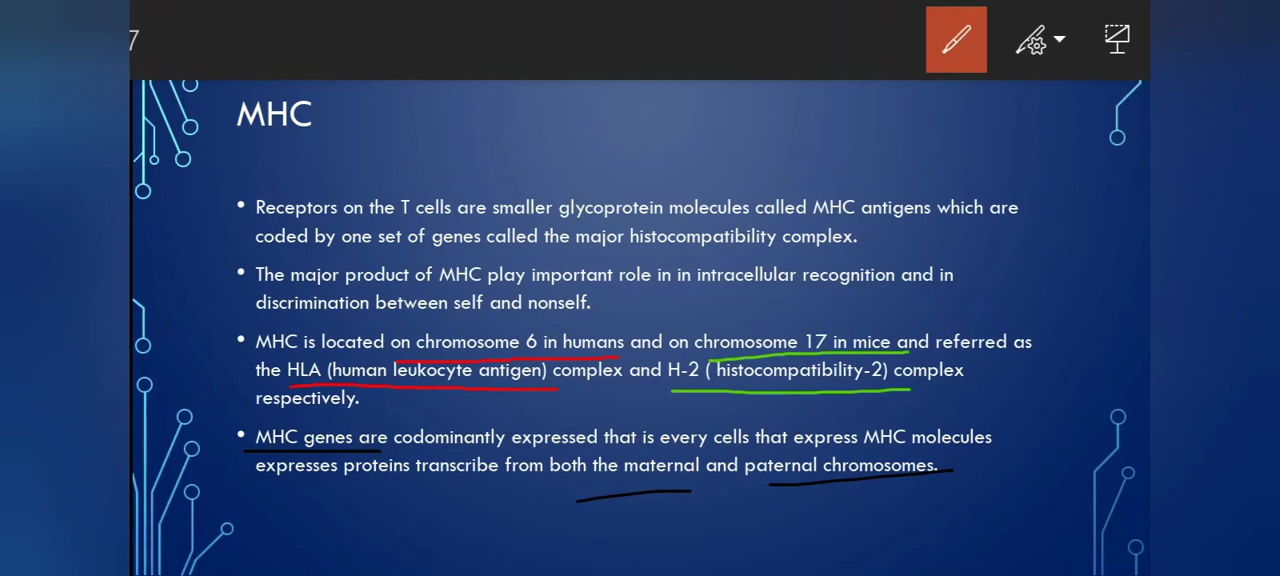 7
MHC
• Receptors on the T cells are smaller glycoprotein molecules called MHC antigens which are
coded by one set of genes called the major histocompatibility complex.
• The major product of MHC play important role in in intracellular recognition and in
discrimination between self and nonself.
• MHC is located on chromosome 6 in humans and on chromosome 17 in mice and referred as
the HLA (human leukocyte antigen) complex and H-2 ( histocompatibility-2) complex
respectively.
• MHC genes are codominantly expressed that is every cells that express MHC molecules
expresses proteins transcribe from both the maternal and paternal chromosomes.